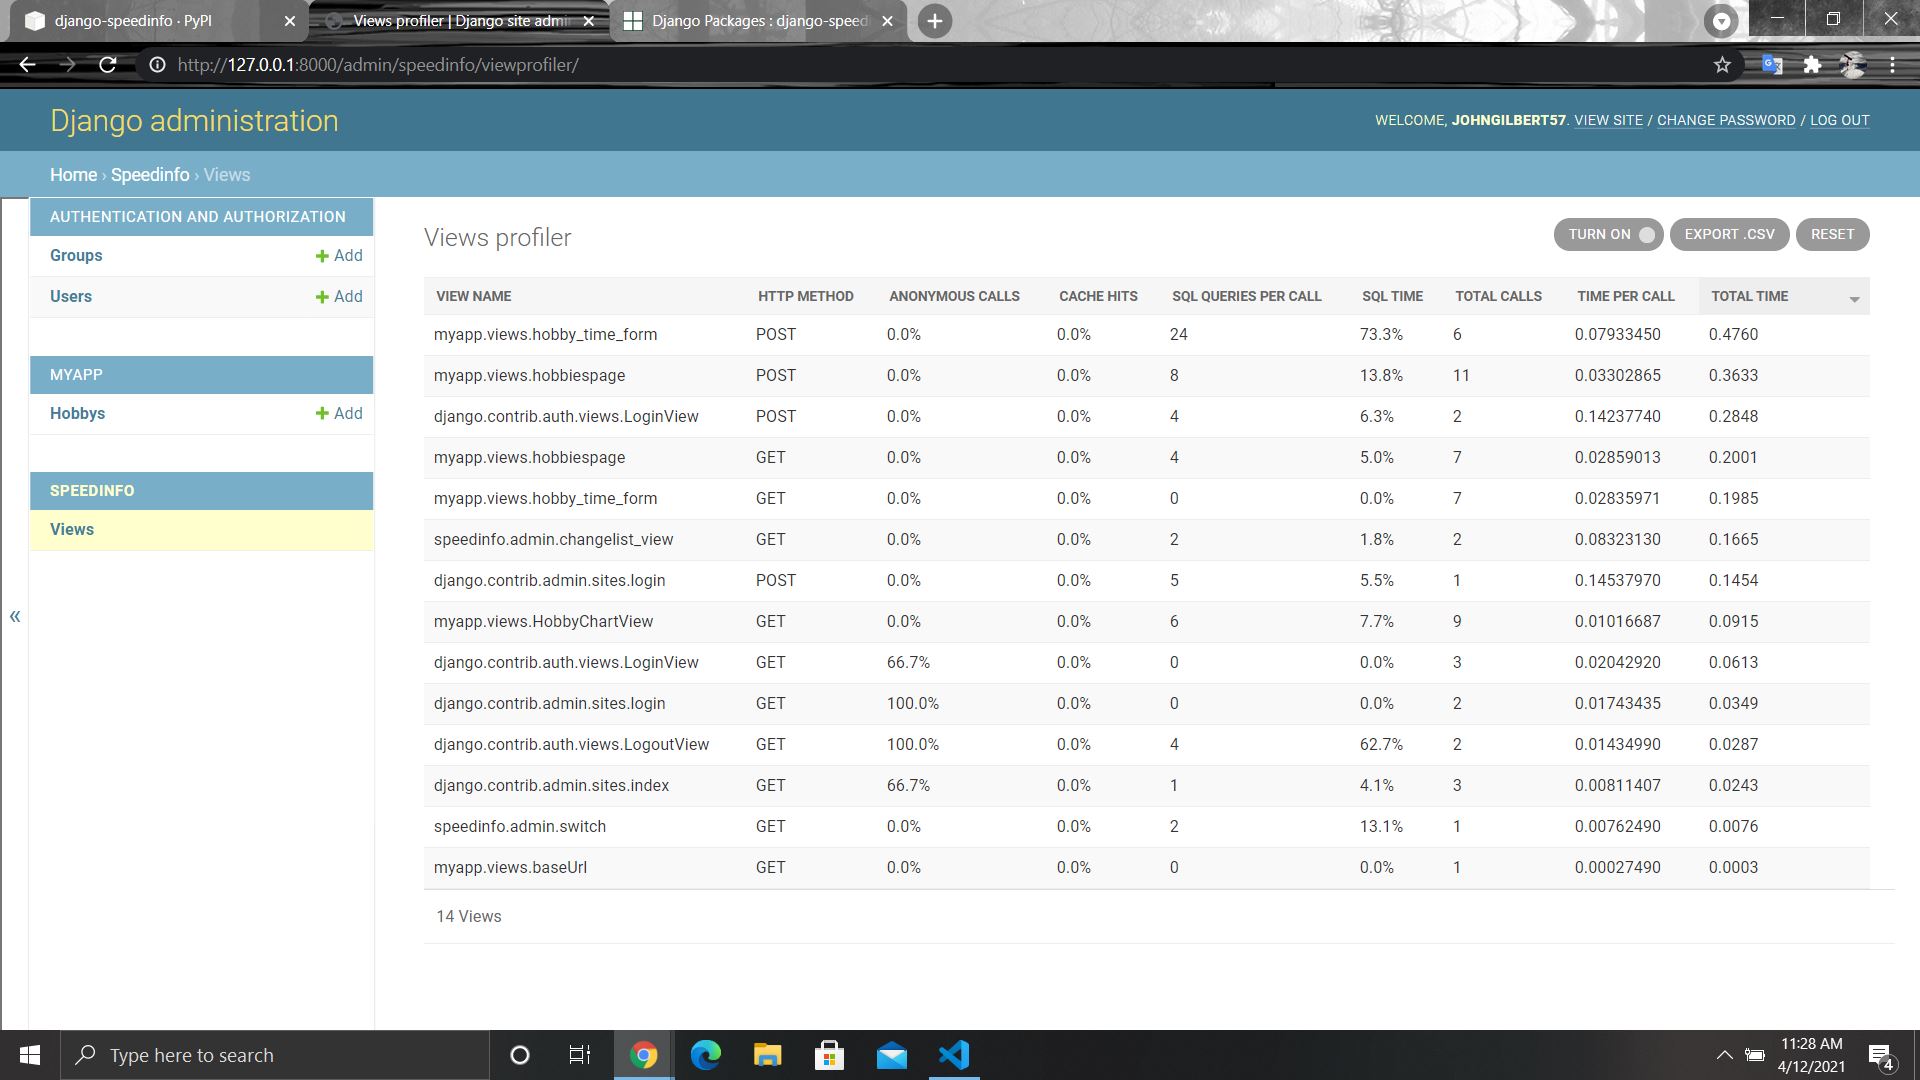 django-speedinfo · PyPI
Views profiler | Django site admi
Django Packages : django-speed
http://127.0.0.1:8000/admin/speedinfo/viewprofiler/
Django administration
WELCOME, JOHNGILBERT57. VIEW SITE / CHANGE PASSWORD / LOG OUT
Home › Speedinfo › Views
AUTHENTICATION AND AUTHORIZATION
Groups + Add
Users + Add
MYAPP
Hobbys + Add
SPEEDINFO
Views
«
Views profiler
TURN ON EXPORT .CSV RESET
VIEW NAME HTTP METHOD ANONYMOUS CALLS CACHE HITS SQL QUERIES PER CALL SQL TIME TOTAL CALLS TIME PER CALL TOTAL TIME
myapp.views.hobby_time_form POST 0.0% 0.0% 24 73.3% 6 0.07933450 0.4760
myapp.views.hobbiespage POST 0.0% 0.0% 8 13.8% 11 0.03302865 0.3633
django.contrib.auth.views.LoginView POST 0.0% 0.0% 4 6.3% 2 0.14237740 0.2848
myapp.views.hobbiespage GET 0.0% 0.0% 4 5.0% 7 0.02859013 0.2001
myapp.views.hobby_time_form GET 0.0% 0.0% 0 0.0% 7 0.02835971 0.1985
speedinfo.admin.changelist_view GET 0.0% 0.0% 2 1.8% 2 0.08323130 0.1665
django.contrib.admin.sites.login POST 0.0% 0.0% 5 5.5% 1 0.14537970 0.1454
myapp.views.HobbyChartView GET 0.0% 0.0% 6 7.7% 9 0.01016687 0.0915
django.contrib.auth.views.LoginView GET 66.7% 0.0% 0 0.0% 3 0.02042920 0.0613
django.contrib.admin.sites.login GET 100.0% 0.0% 0 0.0% 2 0.01743435 0.0349
django.contrib.auth.views.LogoutView GET 100.0% 0.0% 4 62.7% 2 0.01434990 0.0287
django.contrib.admin.sites.index GET 66.7% 0.0% 1 4.1% 3 0.00811407 0.0243
speedinfo.admin.switch GET 0.0% 0.0% 2 13.1% 1 0.00762490 0.0076
myapp.views.baseUrl GET 0.0% 0.0% 0 0.0% 1 0.00027490 0.0003
14 Views
Type here to search
11:28 AM
4/12/2021
4